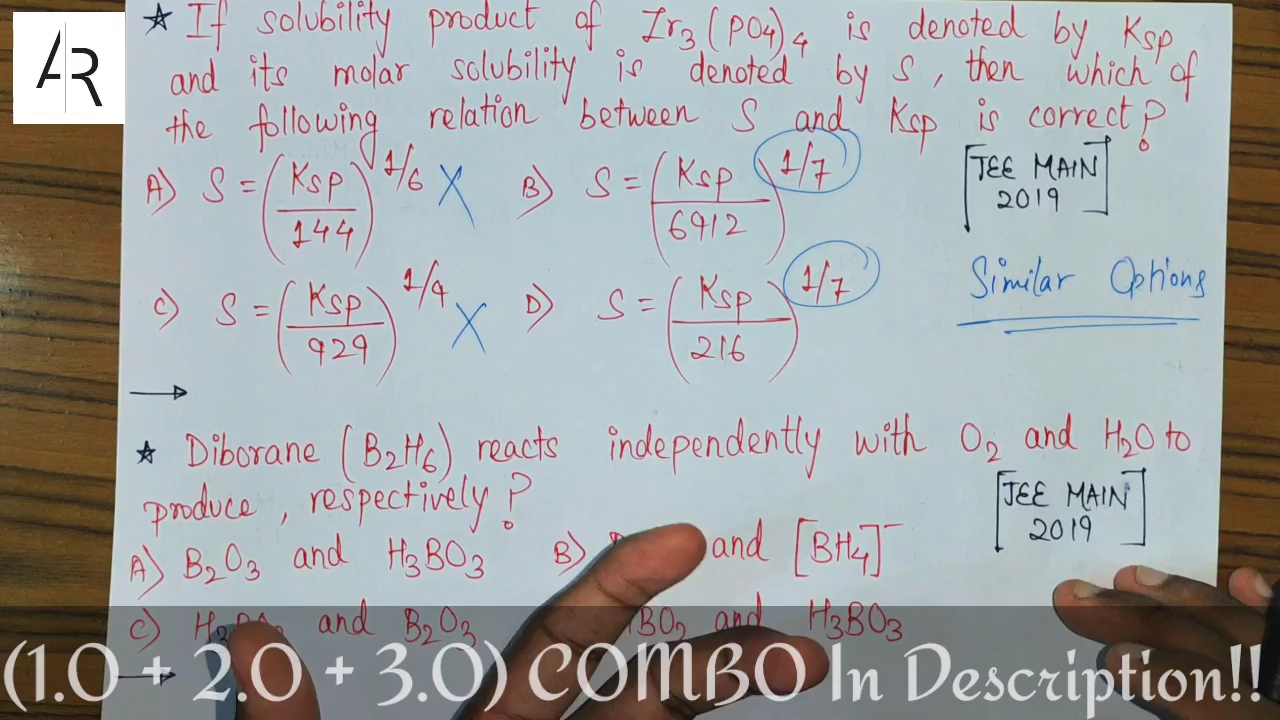 AR
★ If solubility product of Zr3(PO4)4 is denoted by Ksp
and its molar solubility is denoted by S, then which of
the following relation between S and Ksp is correct?
A) S = (Ksp/144)^1/6 X B) S = (Ksp/6912)^1/7
[JEE MAIN 2019]
C) S = (Ksp/929)^1/9 X D) S = (Ksp/216)^1/7
Similar Options
→
★ Diborane (B2H6) reacts independently with O2 and H2O to
produce, respectively?
[JEE MAIN 2019]
A) B2O3 and H3BO3 B) and [BH4]−
C) and B2O3 HBO2 and H3BO3
→
(1.0 + 2.0 + 3.0) COMBO In Description!!